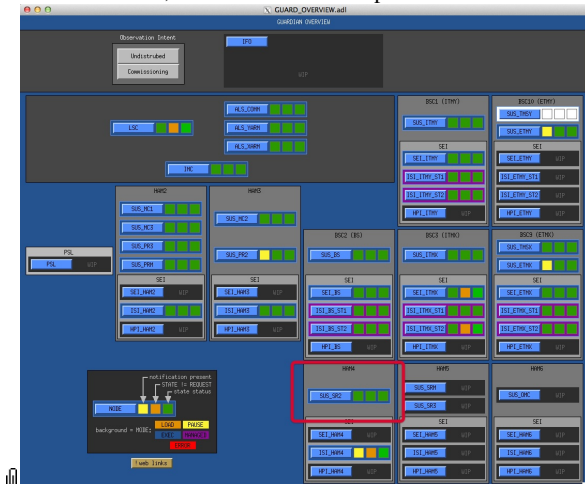 GUARD_OVERVIEW.adl
GUARDIAN OVERVIEW
Observation Intent
Undistrubed
Commissioning
IFO
WIP
LSC
ALS_COMM
ALS_YARM
ALS_XARM
IMC
BSC1 (ITMY)
SUS_ITMY
SEI
SEI_ITMY
ISI_ITMY_ST1
ISI_ITMY_ST2
HPI_ITMY WIP
BSC10 (ETMY)
SUS_TMSY
SUS_ETMY
SEI
SEI_ETMY WIP
ISI_ETMY_ST1 WIP
ISI_ETMY_ST2 WIP
HPI_ETMY WIP
PSL
PSL WIP
HAM2
SUS_MC1
SUS_MC3
SUS_PR3
SUS_PRM
SEI
SEI_HAM2 WIP
ISI_HAM2
HPI_HAM2 WIP
HAM3
SUS_MC2
SUS_PR2
SEI
SEI_HAM3 WIP
ISI_HAM3
HPI_HAM3 WIP
BSC2 (BS)
SUS_BS
SEI
SEI_BS
ISI_BS_ST1
ISI_BS_ST2
HPI_BS WIP
BSC3 (ITMX)
SUS_ITMX
SEI
SEI_ITMX
ISI_ITMX_ST1
ISI_ITMX_ST2
HPI_ITMX WIP
BSC9 (ETMX)
SUS_TMSX
SUS_ETMX
SEI
SEI_ETMX
ISI_ETMX_ST1
ISI_ETMX_ST2
HPI_ETMX WIP
notification present
STATE != REQUEST
state status
NODE
background = MODE:
LOAD PAUSE
EXEC MANAGED
ERROR
! web links
HAM4
SUS_SR2
SEI
SEI_HAM4 WIP
ISI_HAM4
HPI_HAM4 WIP
HAM5
SUS_SRM WIP
SUS_SR3 WIP
SEI
SEI_HAM5 WIP
ISI_HAM5 WIP
HPI_HAM5 WIP
HAM6
SUS_OMC WIP
SEI
SEI_HAM6 WIP
ISI_HAM6 WIP
HPI_HAM6 WIP